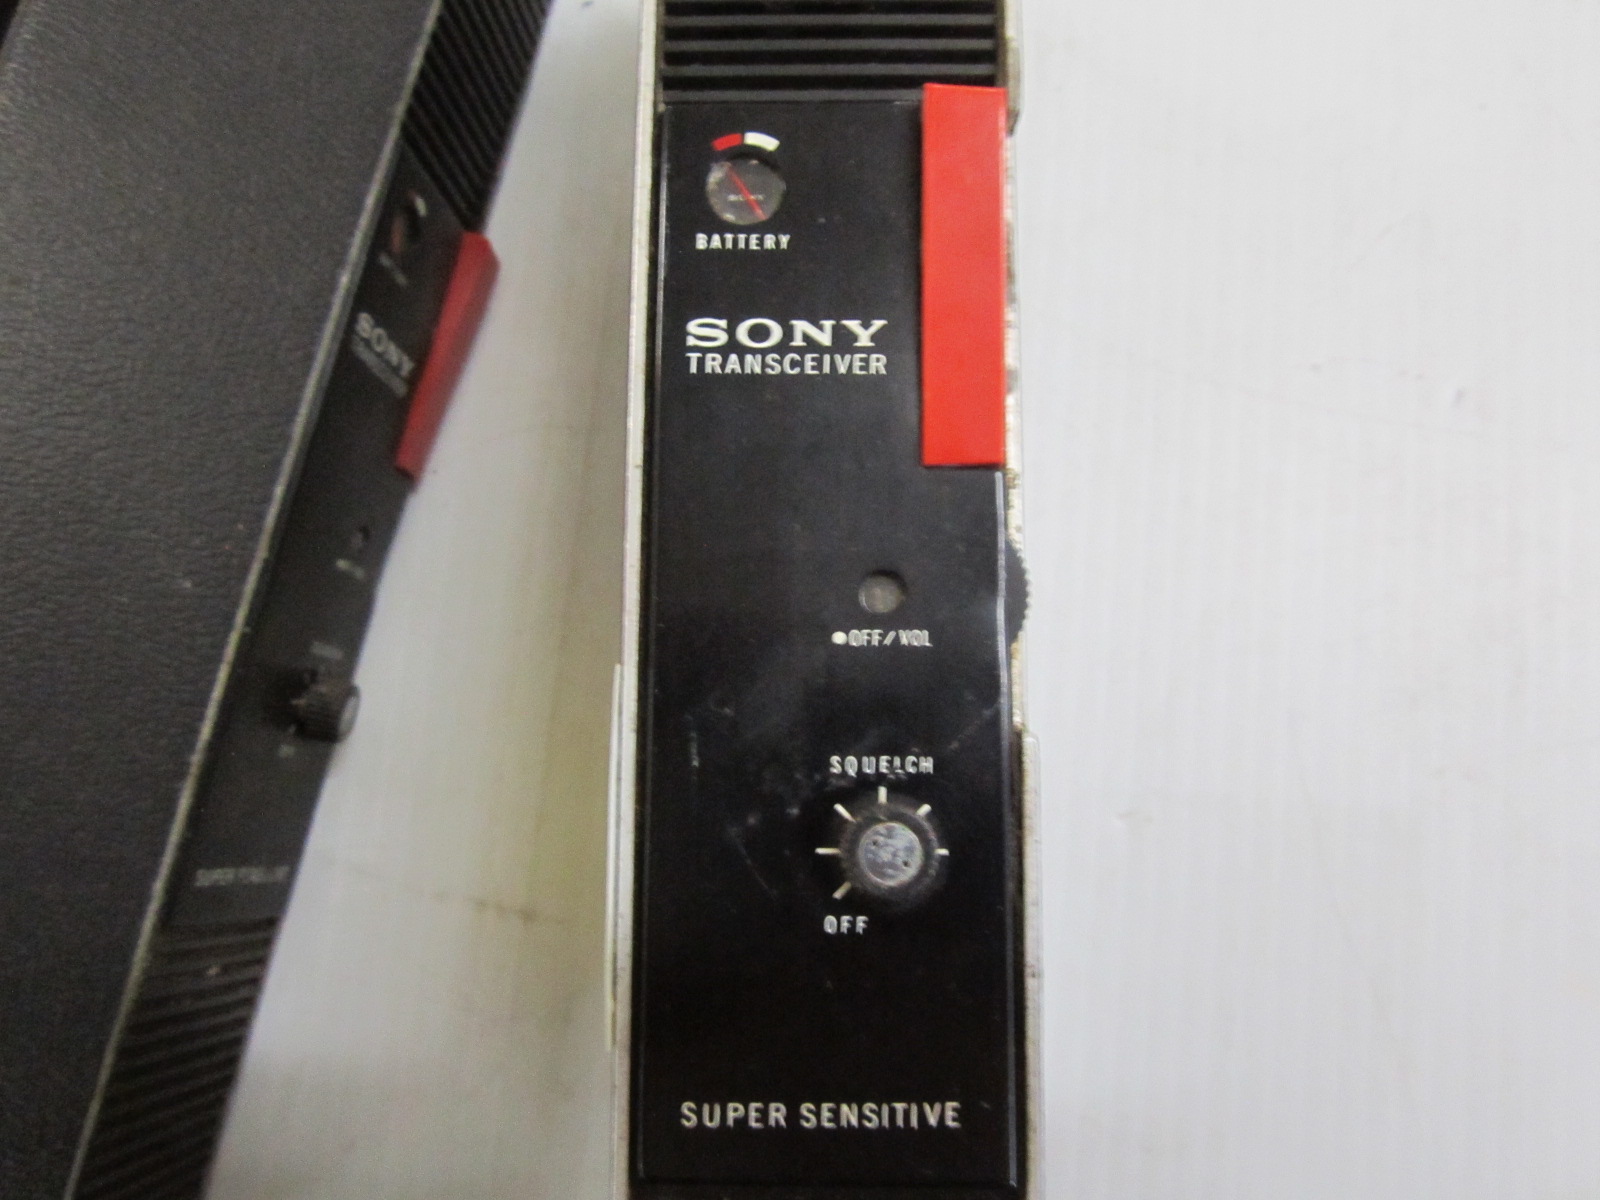 BATTERY
SONY
TRANSCEIVER
OFF/VOL
SQUELCH
OFF
SUPER SENSITIVE
SONY